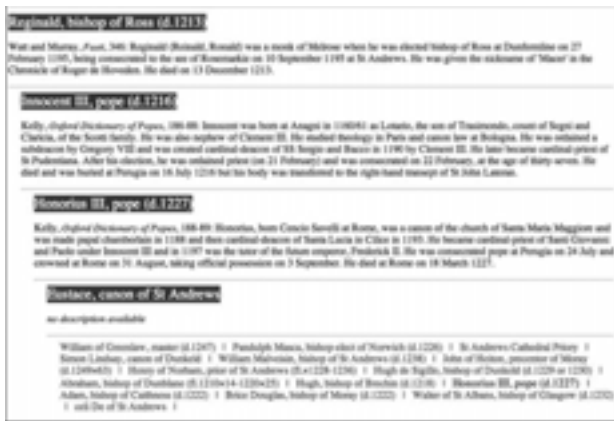 Reginald, bishop of Ross (d.1213)
Watt and Murray, Fasti, 346: Reginald (Reinald, Ronald) was a monk of Melrose when he was elected bishop of Ross at Dunfermline on 27
February 1195, being consecrated to the see of Rosemarkie on 10 September 1195 at St Andrews. He was given the nickname of 'Macer' in the
Chronicle of Roger de Hoveden. He died on 13 December 1213.
Innocent III, pope (d.1216)
Kelly, Oxford Dictionary of Popes, 186-88: Innocent was born at Anagni in 1160/61 as Lotario, the son of Trasimondo, count of Segni and
Claricia, of the Scotti family. He was also nephew of Clement III. He studied theology in Paris and canon law at Bologna. He was ordained a
subdeacon by Gregory VIII and was created cardinal-deacon of SS Sergio and Bacco in 1190 by Clement III. He later became cardinal-priest of
St Pudentiana. After his election, he was ordained priest (on 21 February) and was consecrated on 22 February, at the age of thirty-seven. He
died and was buried at Perugia on 16 July 1216 but his body was transferred to the right-hand transept of St John Lateran.
Honorius III, pope (d.1227)
Kelly, Oxford Dictionary of Popes, 188-89: Honorius, born Cencio Savelli at Rome, was a canon of the church of Santa Maria Maggiore and
was made papal chamberlain in 1188 and then cardinal-deacon of Santa Lucia in in 1193. He became cardinal-priest of Santi Giovanni
and Paolo under Innocent III and in 1197 was the tutor of the future emperor, Frederick II. He was consecrated pope at Perugia on 24 July and
crowned at Rome on 31 August, taking official possession on 3 September. He died at Rome on 18 March 1227.
Eustace, canon of St Andrews
no description available
William of Greenlaw, master (d.1247) | Pandulph Masca, bishop-elect of Norwich (d.1226) | St Andrews Cathedral Priory |
Simon Lindsay, canon of Dunkeld | William Malveisin, bishop of St Andrews (d.1238) | John of precentor of Moray
| Henry of Norham, prior of St Andrews (fl.x1228-1236) | Hugh de Sigillo, bishop of Dunkeld (d.1229 or 1230) |
Abraham, bishop of Dunblane (fl.1210×14-1220×25) | Hugh, bishop of Brechin (d.1218) | Honorius III, pope (d.1227) |
Adam, bishop of Caithness (d.1222) | Brice Douglas, bishop of Moray (d.1222) | Walter of St Albans, bishop of Glasgow (d.1232)
| celi De of St Andrews |